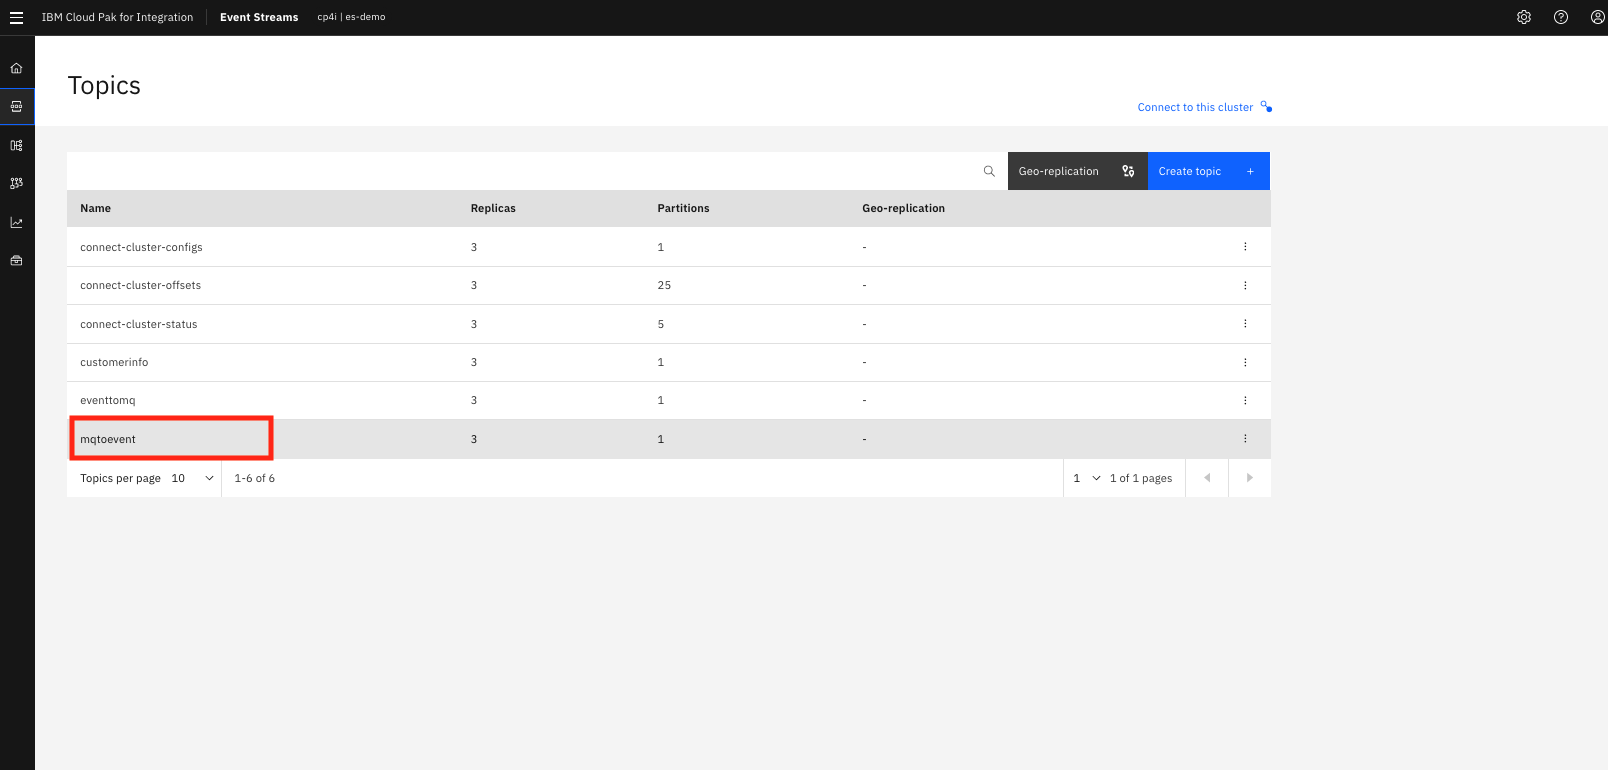 IBM Cloud Pak for Integration Event Streams cp4i | es-demo
Topics
Connect to this cluster
Geo-replication Create topic +
Name Replicas Partitions Geo-replication
connect-cluster-configs 3 1 -
connect-cluster-offsets 3 25 -
connect-cluster-status 3 5 -
customerinfo 3 1 -
eventtomq 3 1 -
mqtoevent 3 1 -
Topics per page 10 1-6 of 6 1 1 of 1 pages